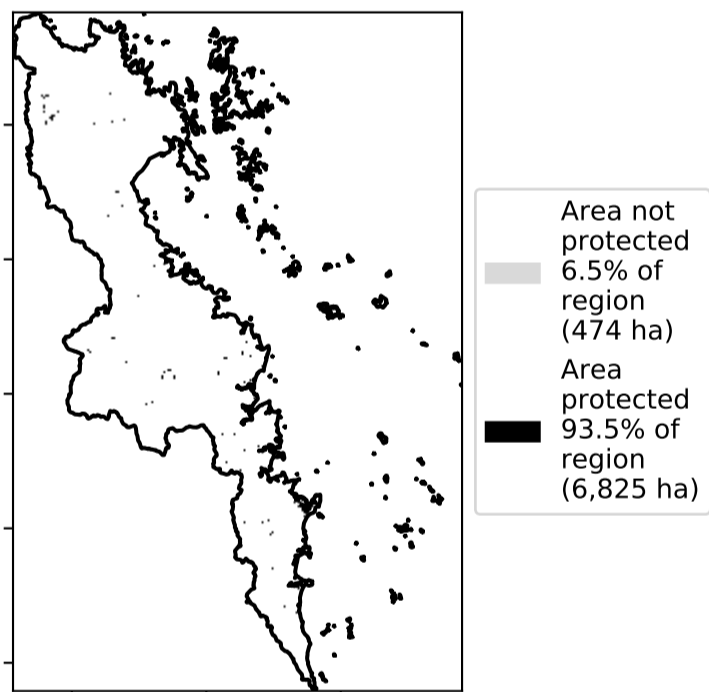 Area not
protected
6.5% of
region
(474 ha)
Area
protected
93.5% of
region
(6,825 ha)